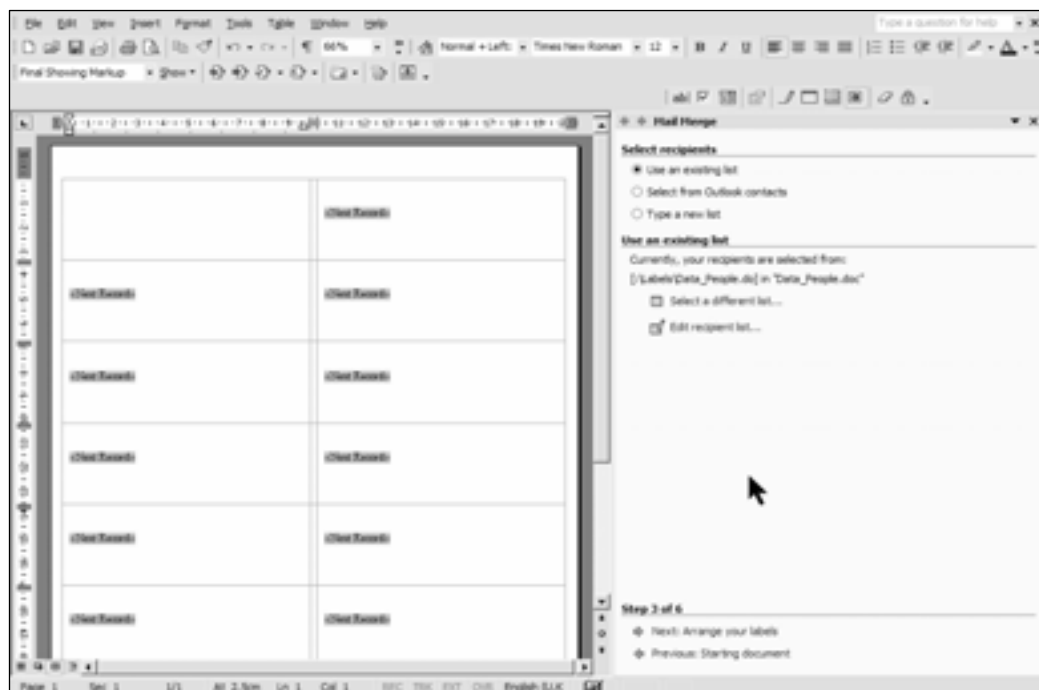 File Edit View Insert Format Tools Table Window Help
Type a question for help
66% Normal + Left: Times New Roman 12 B I U
Final Showing Markup Show
Mail Merge
Select recipients
Use an existing list
Select from Outlook contacts
Type a new list
Use an existing list
Currently, your recipients are selected from:
[/Labels\Data_People.do] in "Data_People.doc"
Select a different list...
Edit recipient list...
«Next Record»
«Next Record» «Next Record»
«Next Record» «Next Record»
«Next Record» «Next Record»
«Next Record» «Next Record»
«Next Record» «Next Record»
Step 3 of 6
Next: Arrange your labels
Previous: Starting document
Page 1 Sec 1 1/1 At 2.5cm Ln 1 Col 1 REC TRK EXT OVR English (U.K